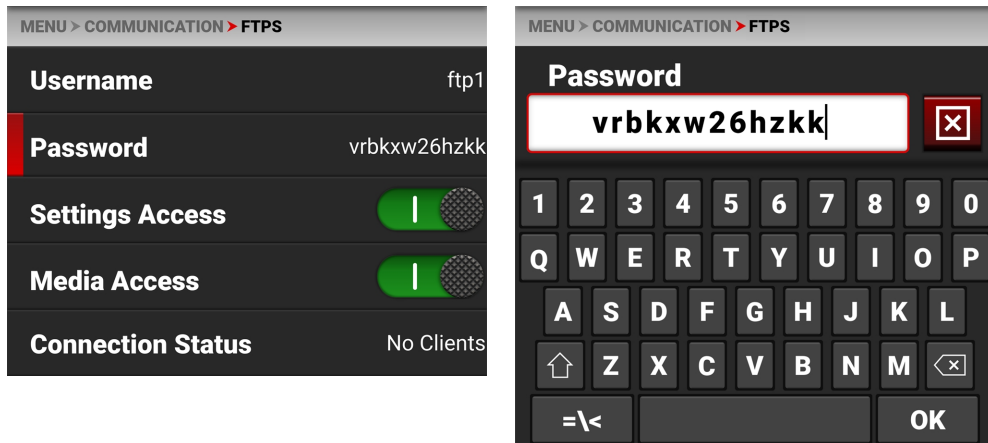 MENU > COMMUNICATION > FTPS
Username ftp1
Password vrbkxw26hzkk
Settings Access
Media Access
Connection Status No Clients
MENU > COMMUNICATION > FTPS
Password
vrbkxw26hzkk
1 2 3 4 5 6 7 8 9 0
Q W E R T Y U I O P
A S D F G H J K L
Z X C V B N M
=\< OK